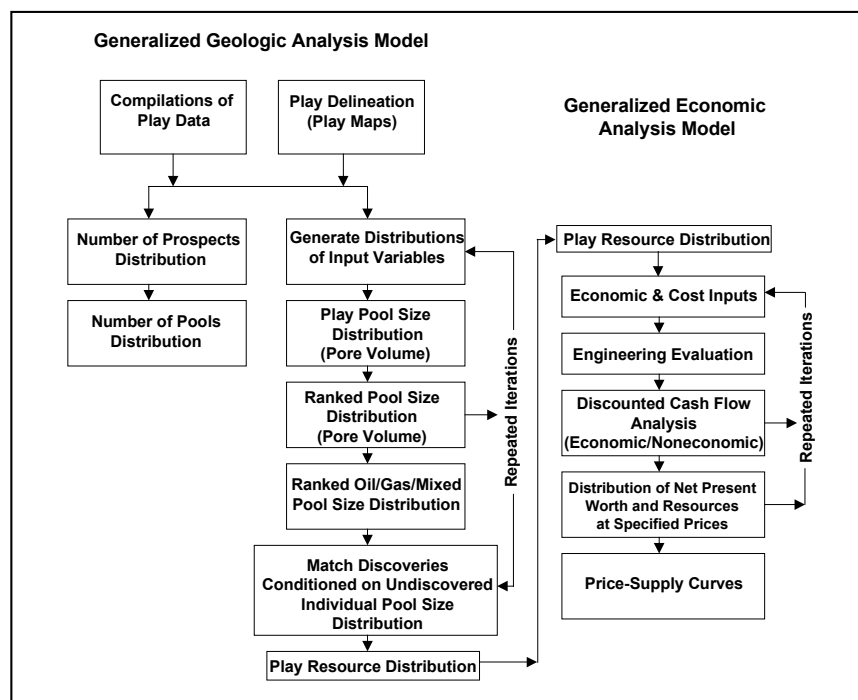 Generalized Geologic Analysis Model
Compilations of
Play Data
Play Delineation
(Play Maps)
Number of Prospects
Distribution
Number of Pools
Distribution
Generate Distributions
of Input Variables
Play Pool Size
Distribution
(Pore Volume)
Ranked Pool Size
Distribution
(Pore Volume)
Ranked Oil/Gas/Mixed
Pool Size Distribution
Match Discoveries
Conditioned on Undiscovered
Individual Pool Size
Distribution
Play Resource Distribution
Repeated Iterations
Generalized Economic
Analysis Model
Play Resource Distribution
Economic & Cost Inputs
Engineering Evaluation
Discounted Cash Flow
Analysis
(Economic/Noneconomic)
Distribution of Net Present
Worth and Resources
at Specified Prices
Price-Supply Curves
Repeated Iterations